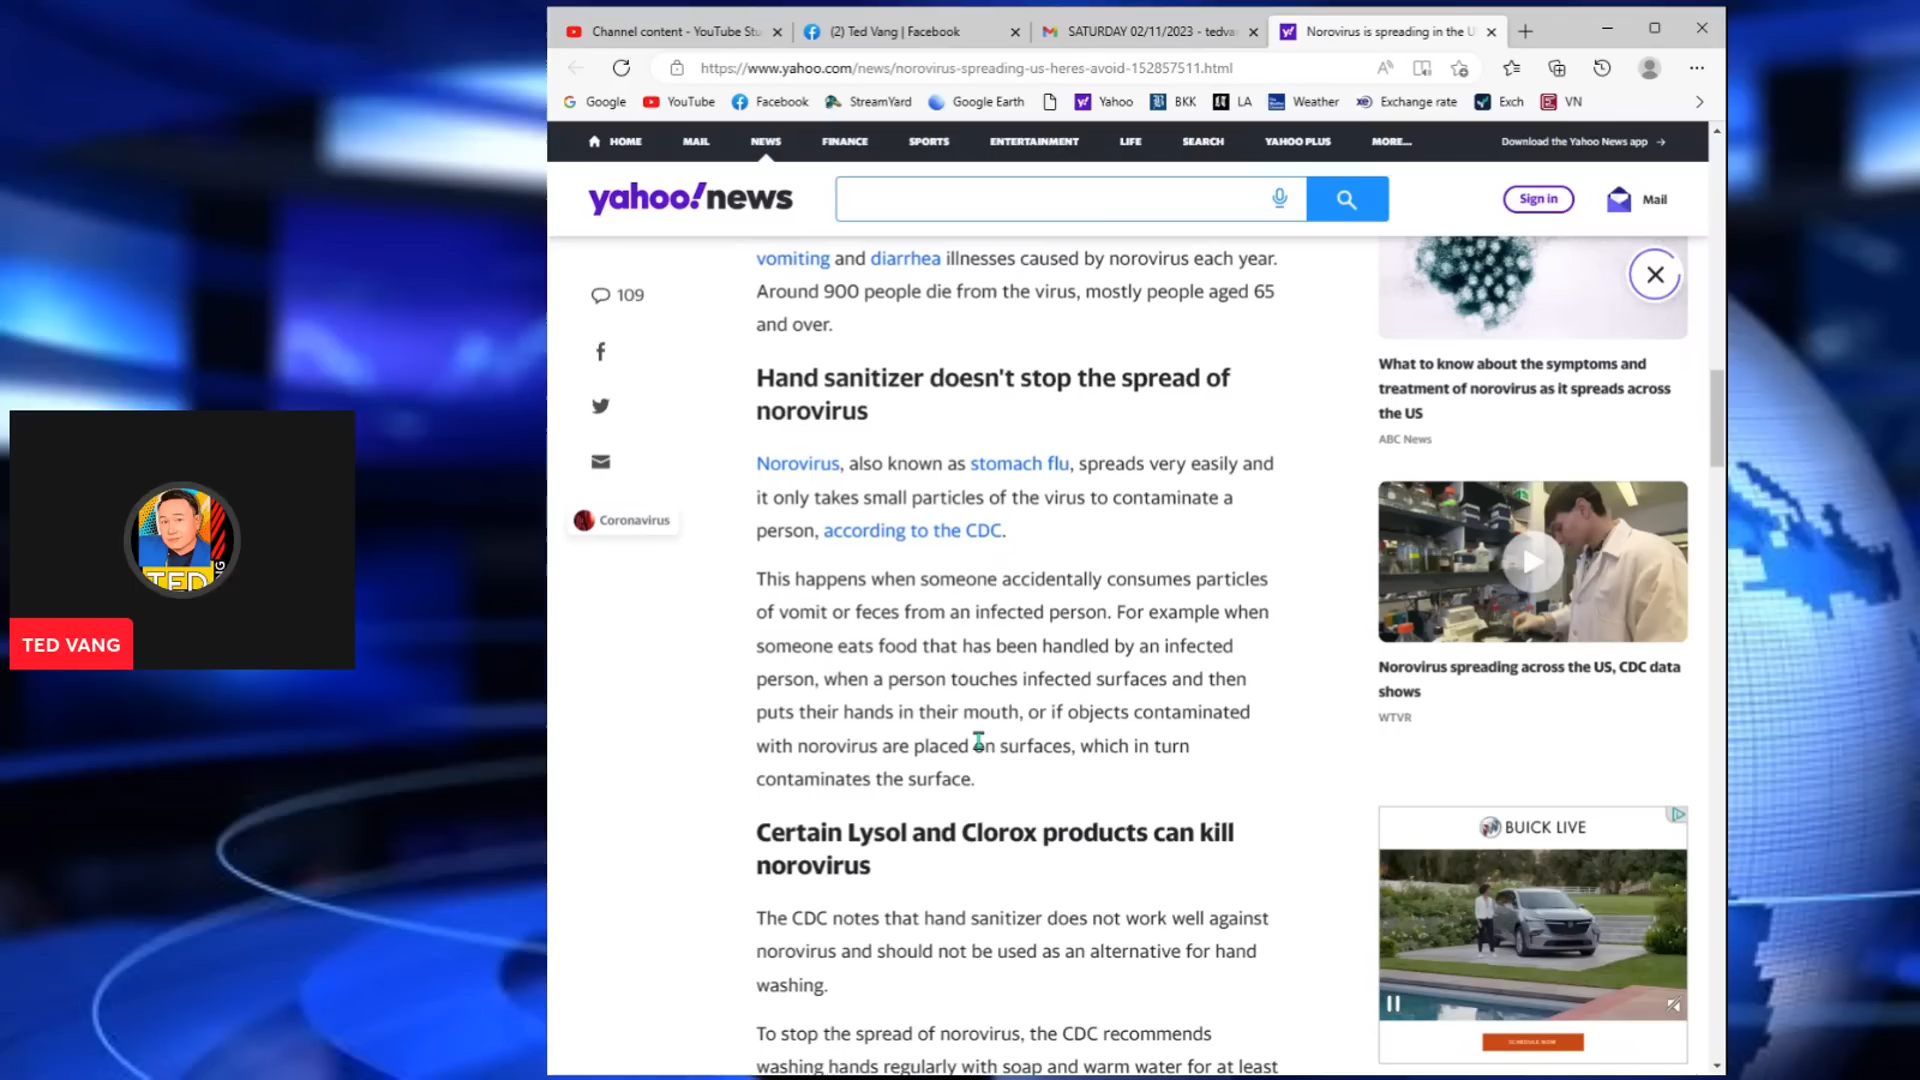 Channel content - YouTube Stu
(2) Ted Vang | Facebook
SATURDAY 02/11/2023 - tedva
Norovirus is spreading in the U
https://www.yahoo.com/news/norovirus-spreading-us-heres-avoid-152857511.html
Google YouTube Facebook StreamYard Google Earth Yahoo BKK LA Weather Exchange rate Exch VN
HOME MAIL NEWS FINANCE SPORTS ENTERTAINMENT LIFE SEARCH YAHOO PLUS MORE... Download the Yahoo News app →
yahoo!news
Sign in
Mail
109
Coronavirus
vomiting and diarrhea illnesses caused by norovirus each year.
Around 900 people die from the virus, mostly people aged 65
and over.
Hand sanitizer doesn't stop the spread of
norovirus
Norovirus, also known as stomach flu, spreads very easily and
it only takes small particles of the virus to contaminate a
person, according to the CDC.
This happens when someone accidentally consumes particles
of vomit or feces from an infected person. For example when
someone eats food that has been handled by an infected
person, when a person touches infected surfaces and then
puts their hands in their mouth, or if objects contaminated
with norovirus are placed on surfaces, which in turn
contaminates the surface.
Certain Lysol and Clorox products can kill
norovirus
The CDC notes that hand sanitizer does not work well against
norovirus and should not be used as an alternative for hand
washing.
To stop the spread of norovirus, the CDC recommends
washing hands regularly with soap and warm water for at least
What to know about the symptoms and
treatment of norovirus as it spreads across
the US
ABC News
Norovirus spreading across the US, CDC data
shows
WTVR
BUICK LIVE
SCHEDULE NOW
TED
NG
TED VANG